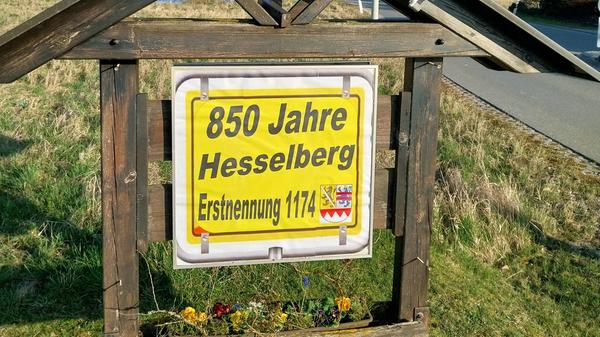 850 Jahre
Hesselberg
Erstnennung 1174